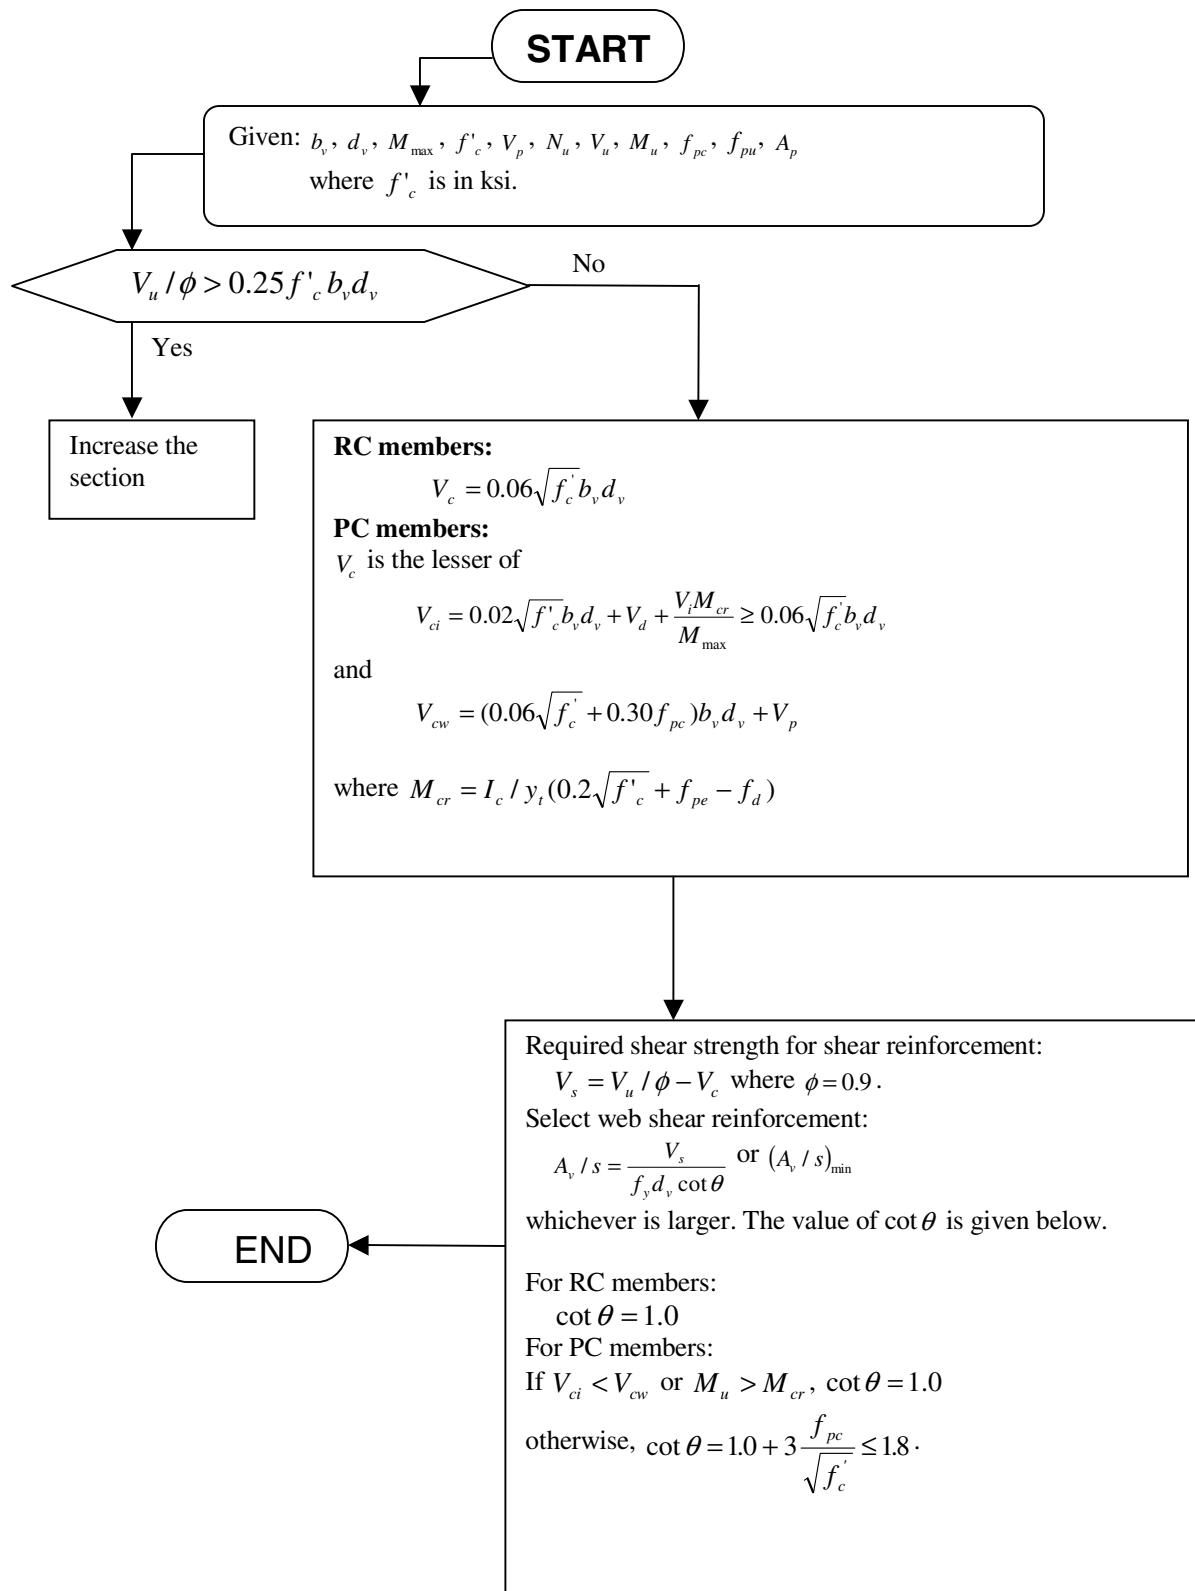 START
Given: b_v, d_v, M_max, f'_c, V_p, N_u, V_u, M_u, f_pc, f_pu, A_p
where f'_c is in ksi.
V_u / ϕ > 0.25 f'_c b_v d_v
No
Yes
Increase the
section
RC members:
V_c = 0.06√(f_c') b_v d_v
PC members:
V_c is the lesser of
V_ci = 0.02√(f'_c) b_v d_v + V_d + (V_i M_cr)/(M_max) ≥ 0.06√(f_c') b_v d_v
and
V_cw = (0.06√(f_c') + 0.30 f_pc) b_v d_v + V_p
where M_cr = I_c / y_t (0.2√(f'_c) + f_pe − f_d)
Required shear strength for shear reinforcement:
V_s = V_u / ϕ − V_c where ϕ = 0.9.
Select web shear reinforcement:
A_v / s = (V_s)/(f_y d_v cot θ) or (A_v / s)_min
whichever is larger. The value of cot θ is given below.
END
For RC members:
cot θ = 1.0
For PC members:
If V_ci < V_cw or M_u > M_cr, cot θ = 1.0
otherwise, cot θ = 1.0 + 3 (f_pc)/(√(f_c')) ≤ 1.8.